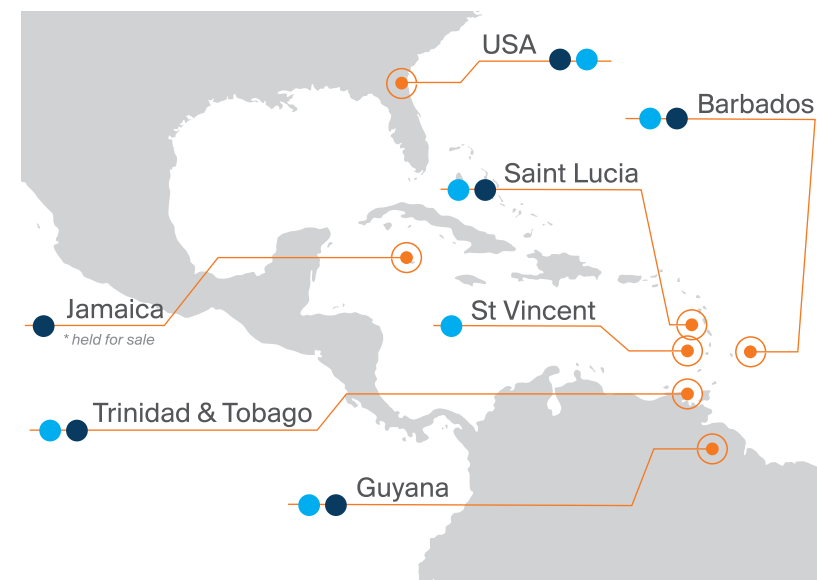 USA
Barbados
Saint Lucia
Jamaica
* held for sale
St Vincent
Trinidad & Tobago
Guyana